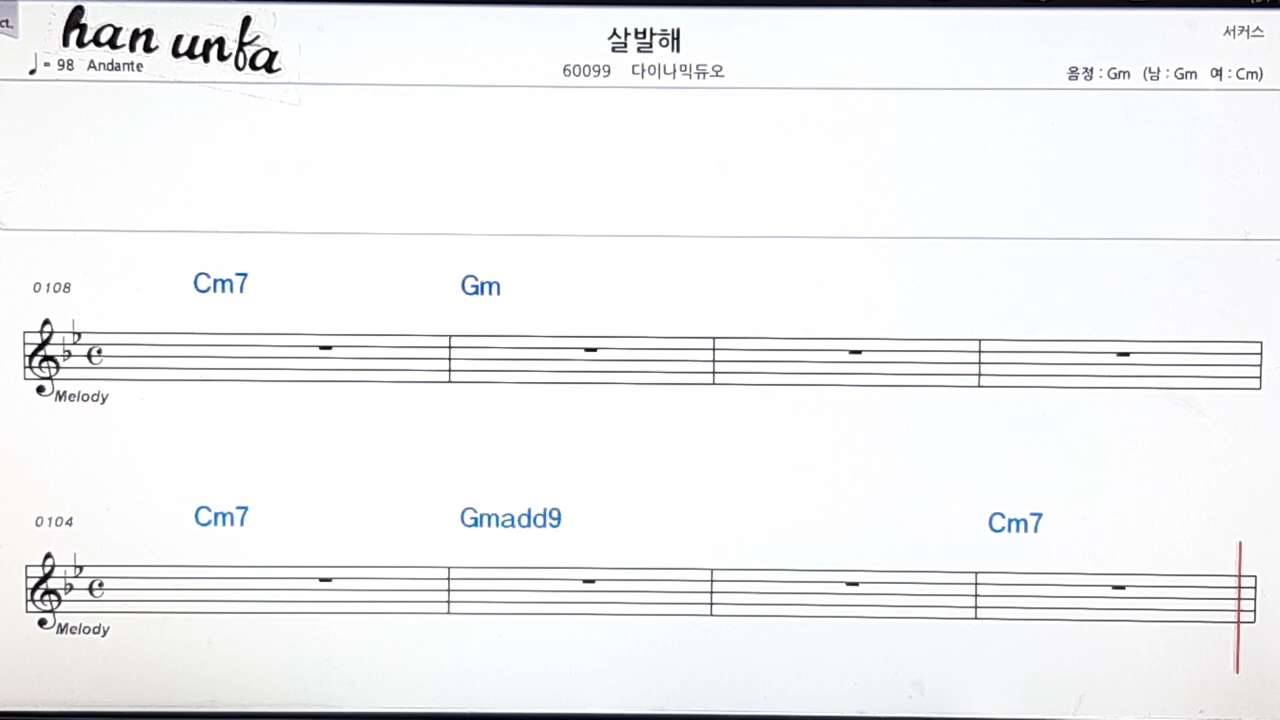 ct.
han unfa
♩= 98 Andante
살발해
60099 다이나믹듀오
서커스
음정 : Gm (남 : Gm 여 : Cm)
0108 Cm7 Gm
Melody
0104 Cm7 Gmadd9 Cm7
Melody